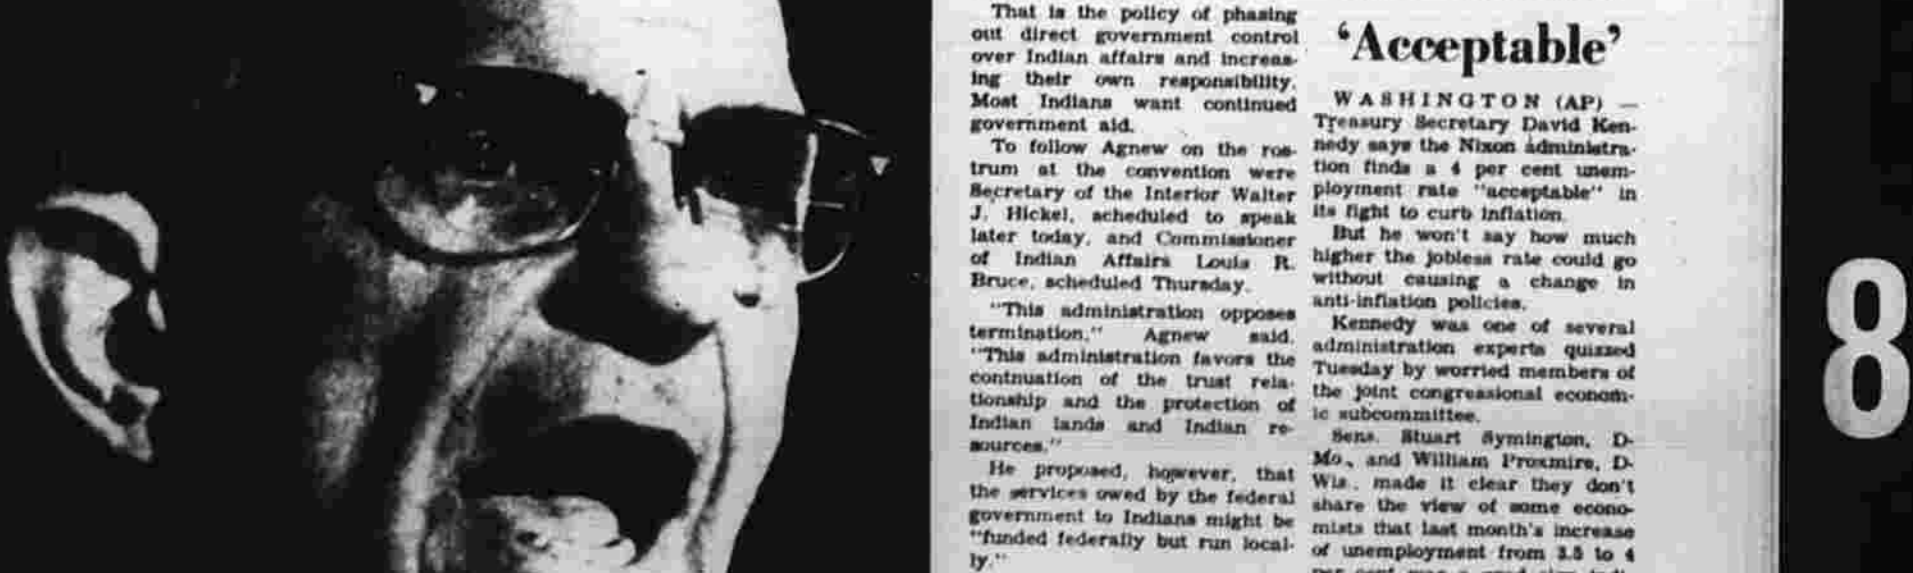 That is the policy of phasing
out direct government control
over Indian affairs and increas-
ing their own responsibility.
Most Indians want continued
government aid.
To follow Agnew on the ros-
trum at the convention were
Secretary of the Interior Walter
J. Hickel, scheduled to speak
later today, and Commissioner
of Indian Affairs Louis R.
Bruce, scheduled Thursday.
"This administration opposes
termination," Agnew said.
"This administration favors the
contnuation of the trust rela-
tionship and the protection of
Indian lands and Indian re-
sources."
He proposed, however, that
the services owed by the federal
government to Indians might be
"funded federally but run local-
ly."
'Acceptable'
WASHINGTON (AP) —
Treasury Secretary David Ken-
nedy says the Nixon administra-
tion finds a 4 per cent unem-
ployment rate "acceptable" in
its fight to curb inflation.
But he won't say how much
higher the jobless rate could go
without causing a change in
anti-inflation policies.
Kennedy was one of several
administration experts quizzed
Tuesday by worried members of
the joint congressional econom-
ic subcommittee.
Sens. Stuart Symington, D-
Mo., and William Proxmire, D-
Wis., made it clear they don't
share the view of some econo-
mists that last month's increase
of unemployment from 3.5 to 4
8